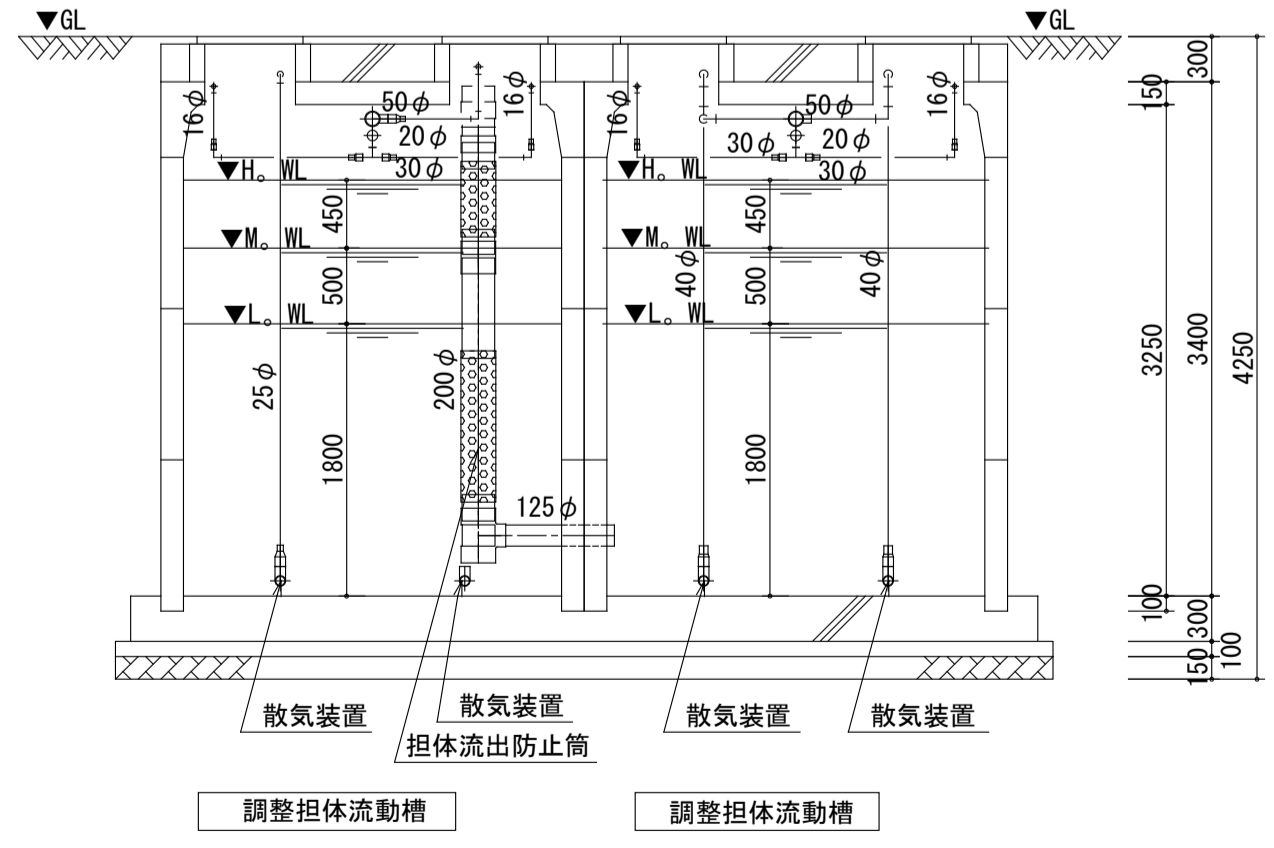 ▼GL
▼GL
16φ
50φ
16φ
20φ
30φ
16φ
50φ
16φ
30φ
20φ
30φ
300
150
▼H。WL
▼H。WL
450
450
▼M。WL
▼M。WL
500
40φ
500
40φ
▼L。WL
▼L。WL
25φ
200φ
3250
3400
4250
1800
1800
125φ
100
300
150
100
散気装置
散気装置
散気装置
散気装置
担体流出防止筒
調整担体流動槽
調整担体流動槽